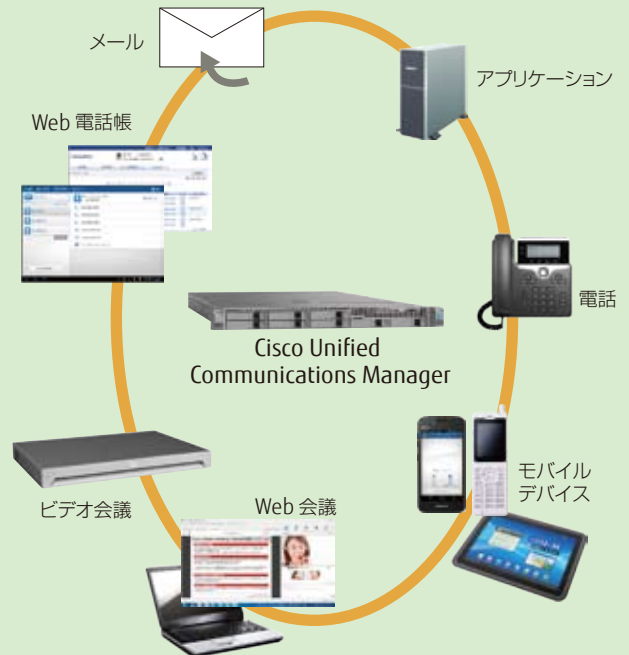 メール
アプリケーション
Web 電話帳
電話
Cisco Unified
Communications Manager
モバイル
デバイス
ビデオ会議
Web 会議